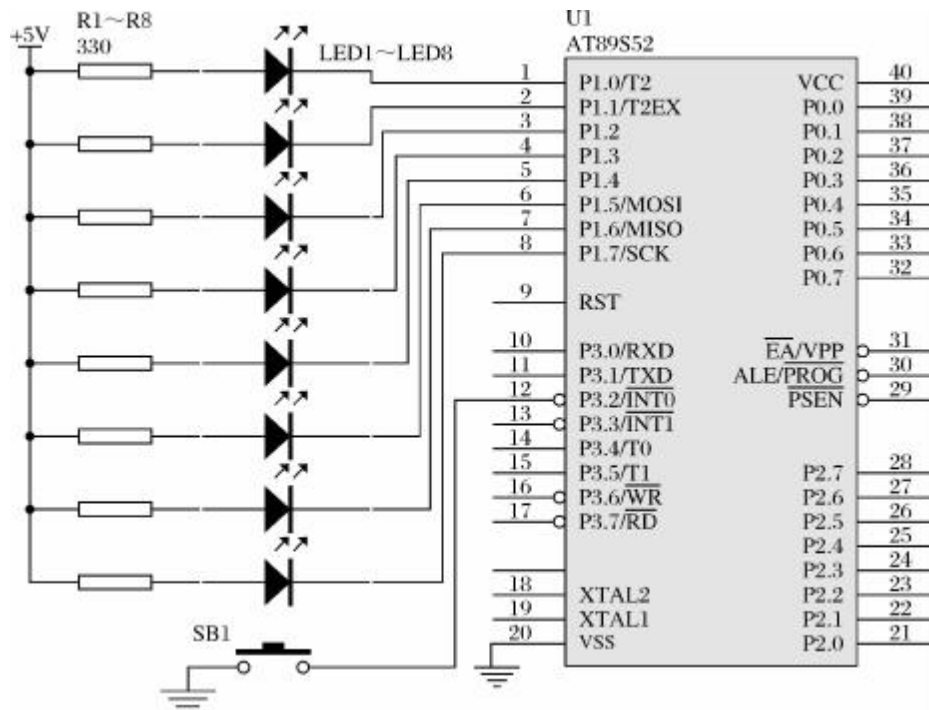 +5V
R1～R8
330
LED1～LED8
U1
AT89S52
1 P1.0/T2
2 P1.1/T2EX
3 P1.2
4 P1.3
5 P1.4
6 P1.5/MOSI
7 P1.6/MISO
8 P1.7/SCK
9 RST
10 P3.0/RXD
11 P3.1/TXD
12 P3.2/INT0
13 P3.3/INT1
14 P3.4/T0
15 P3.5/T1
16 P3.6/WR
17 P3.7/RD
18 XTAL2
19 XTAL1
20 VSS
VCC 40
P0.0 39
P0.1 38
P0.2 37
P0.3 36
P0.4 35
P0.5 34
P0.6 33
P0.7 32
EA/VPP 31
ALE/PROG 30
PSEN 29
P2.7 28
P2.6 27
P2.5 26
P2.4 25
P2.3 24
P2.2 23
P2.1 22
P2.0 21
SB1